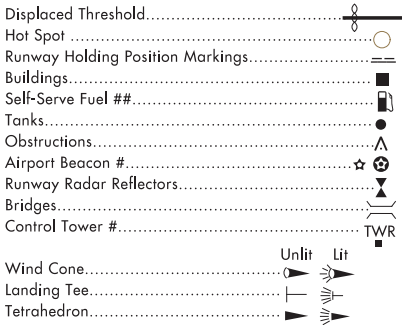 Displaced Threshold
Hot Spot
Runway Holding Position Markings
Buildings
Self-Serve Fuel ##
Tanks
Obstructions
Airport Beacon #
Runway Radar Reflectors
Bridges
Control Tower # TWR
Unlit Lit
Wind Cone
Landing Tee
Tetrahedron